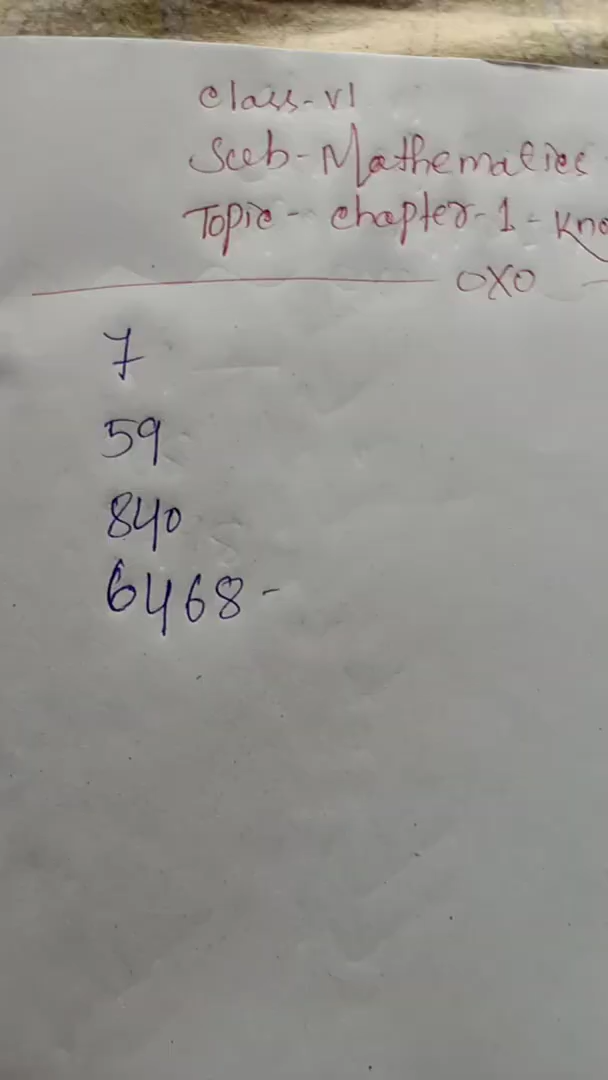 Class-VI
Sub-Mathematics
Topic- chapter-1-Kno
OXO
7
59
840
6468-